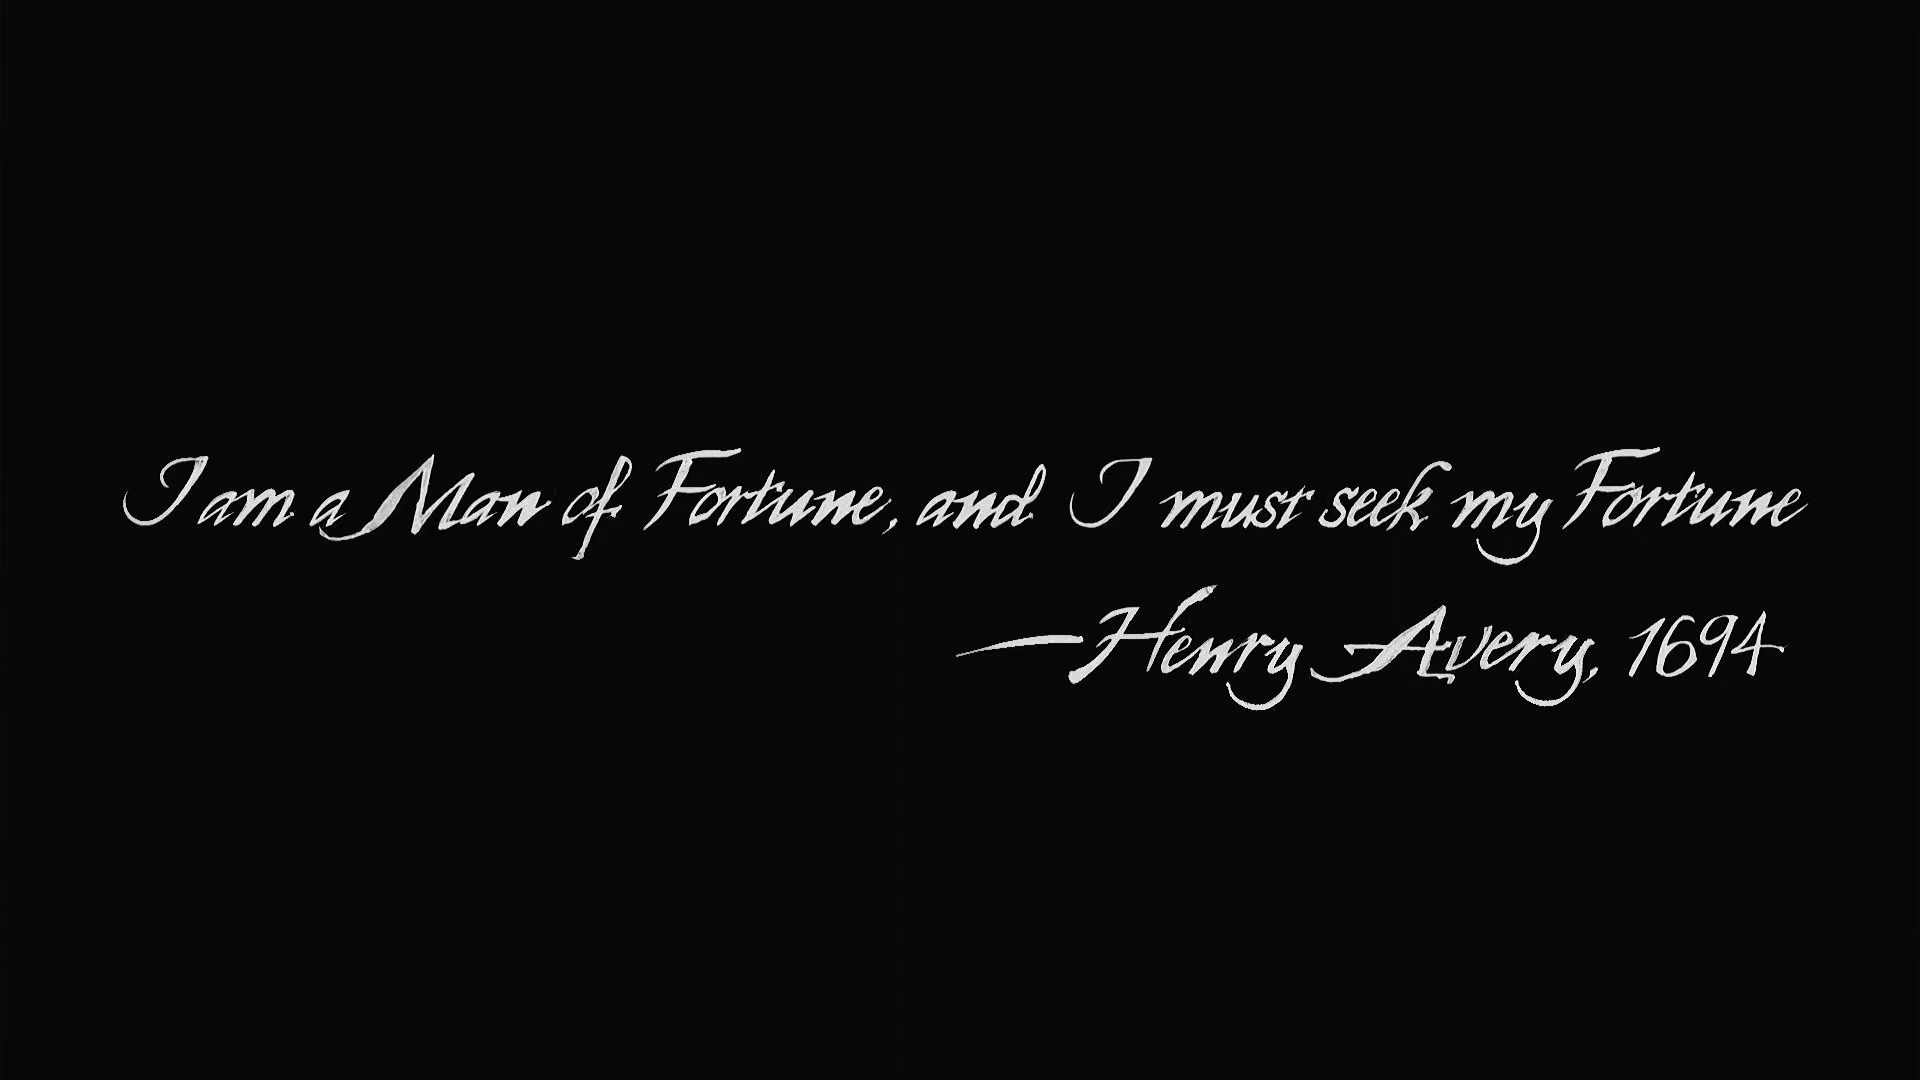 I am a Man of Fortune, and I must seek my Fortune
—Henry Avery, 1694